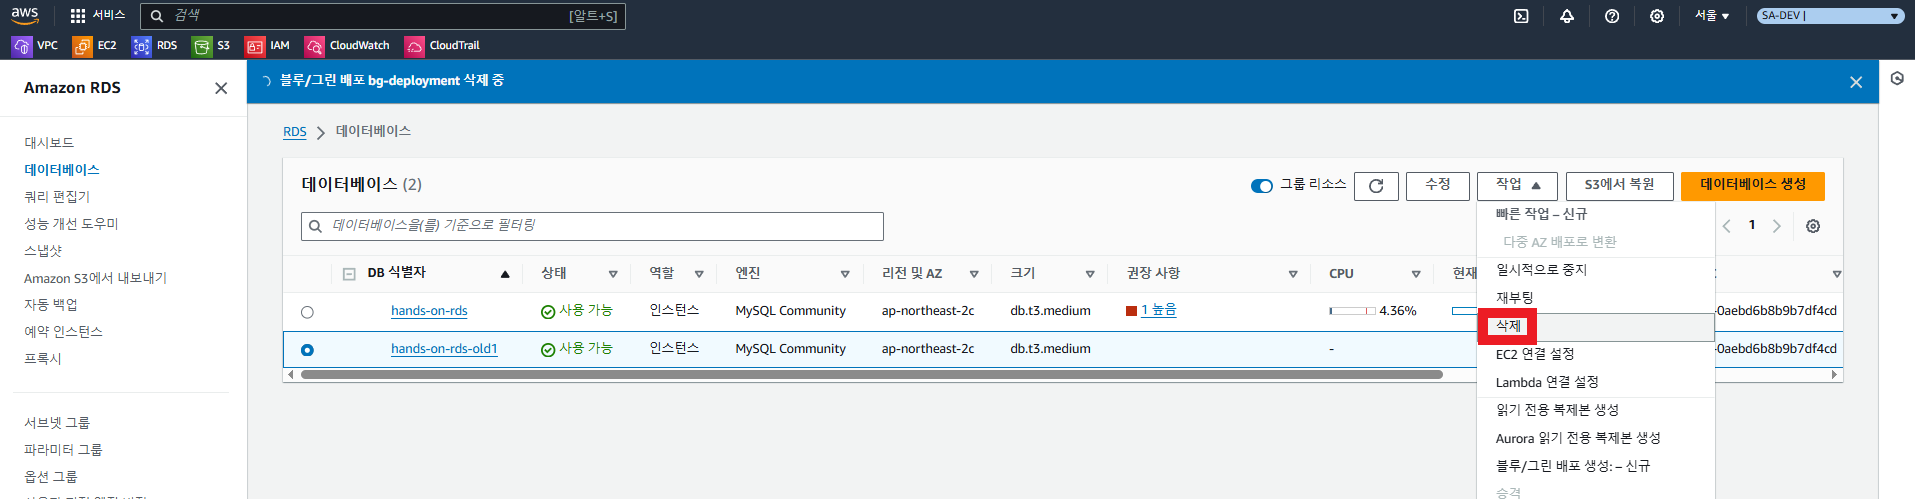 aws 서비스 검색 [알트+S] 서울 SA-DEV |
VPC EC2 RDS S3 IAM CloudWatch CloudTrail
Amazon RDS
대시보드
데이터베이스
쿼리 편집기
성능 개선 도우미
스냅샷
Amazon S3에서 내보내기
자동 백업
예약 인스턴스
프록시
서브넷 그룹
파라미터 그룹
옵션 그룹
블루/그린 배포 bg-deployment 삭제 중
RDS 데이터베이스
데이터베이스 (2) 그룹 리소스 수정 작업 S3에서 복원 데이터베이스 생성
데이터베이스을(를) 기준으로 필터링 1
DB 식별자 상태 역할 엔진 리전 및 AZ 크기 권장 사항 CPU 현재
hands-on-rds 사용 가능 인스턴스 MySQL Community ap-northeast-2c db.t3.medium 1 높음 4.36% -0aebd6b8b9b7df4cd
hands-on-rds-old1 사용 가능 인스턴스 MySQL Community ap-northeast-2c db.t3.medium - -0aebd6b8b9b7df4cd
빠른 작업 – 신규
다중 AZ 배포로 변환
일시적으로 중지
재부팅
삭제
EC2 연결 설정
Lambda 연결 설정
읽기 전용 복제본 생성
Aurora 읽기 전용 복제본 생성
블루/그린 배포 생성: – 신규
승격